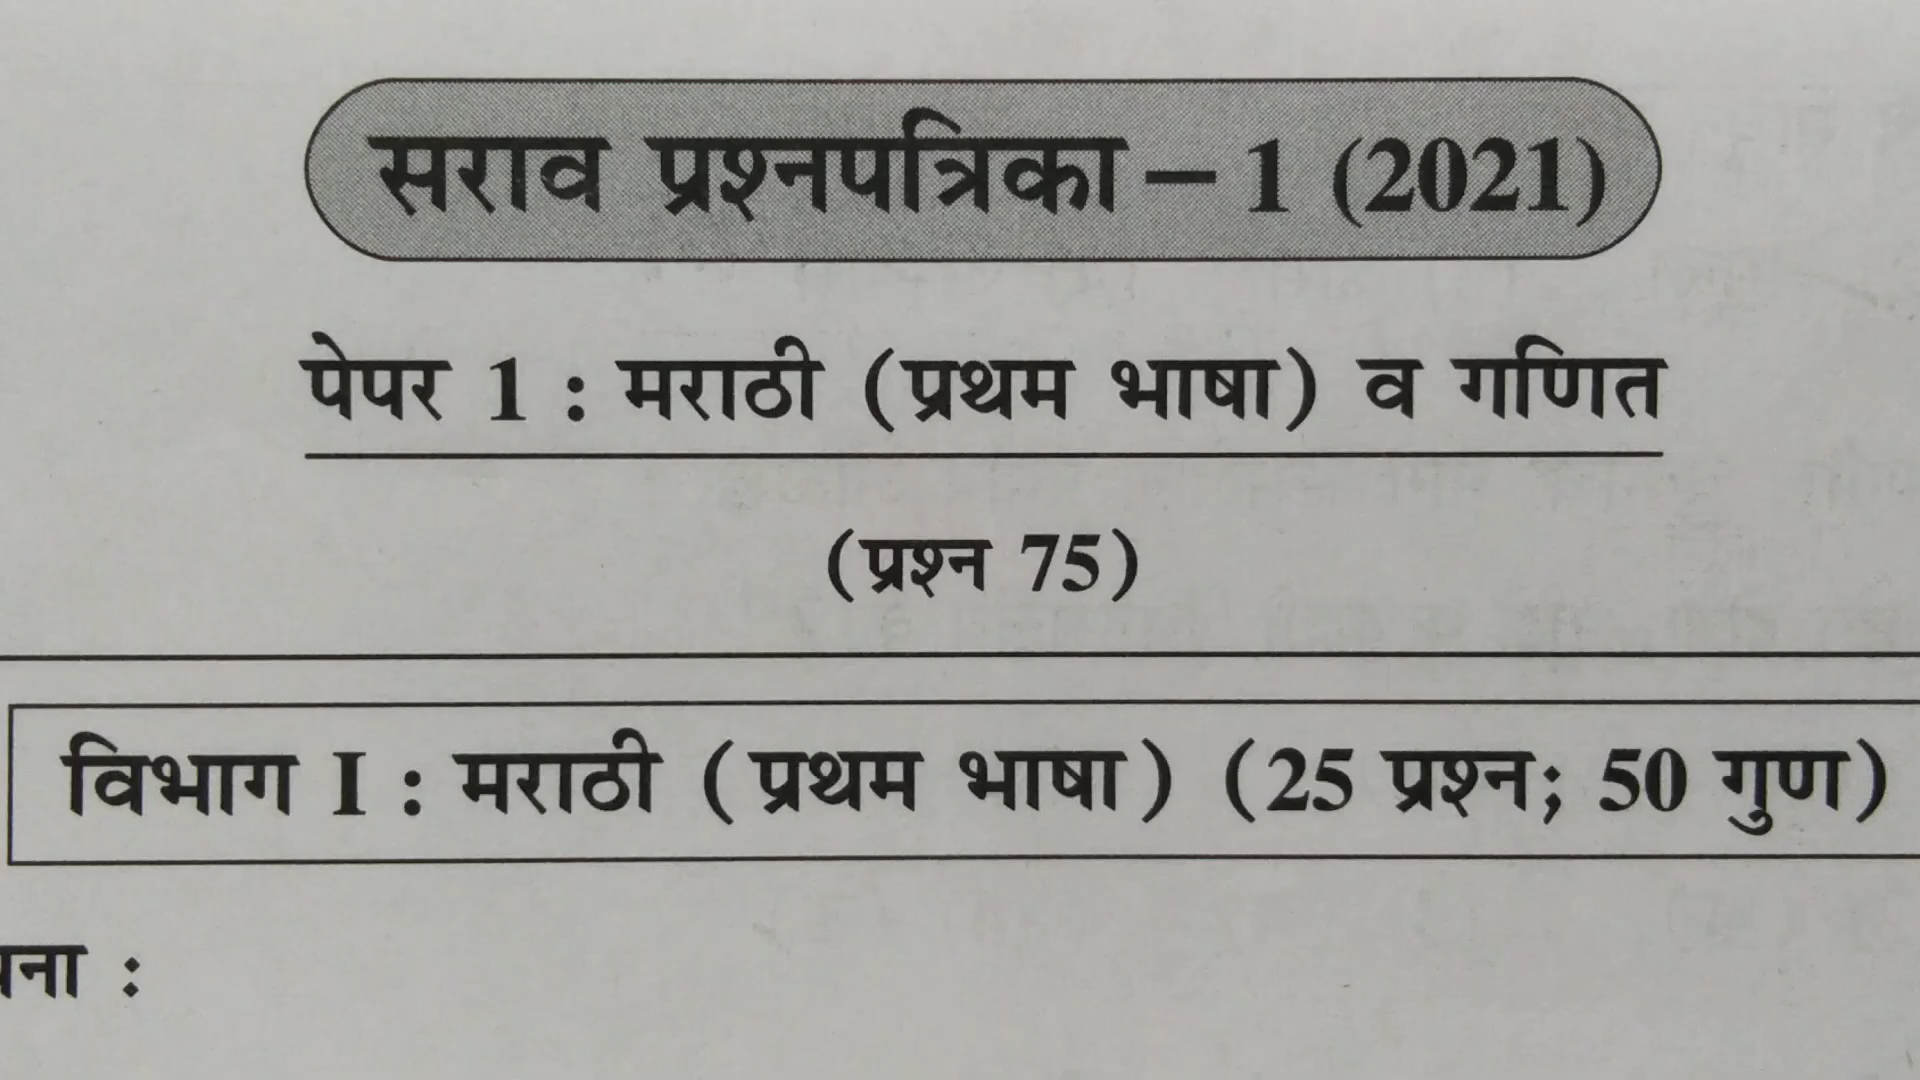 सराव प्रश्नपत्रिका – 1 (2021)
पेपर 1 : मराठी (प्रथम भाषा) व गणित
(प्रश्न 75)
विभाग I : मराठी (प्रथम भाषा) (25 प्रश्न; 50 गुण)